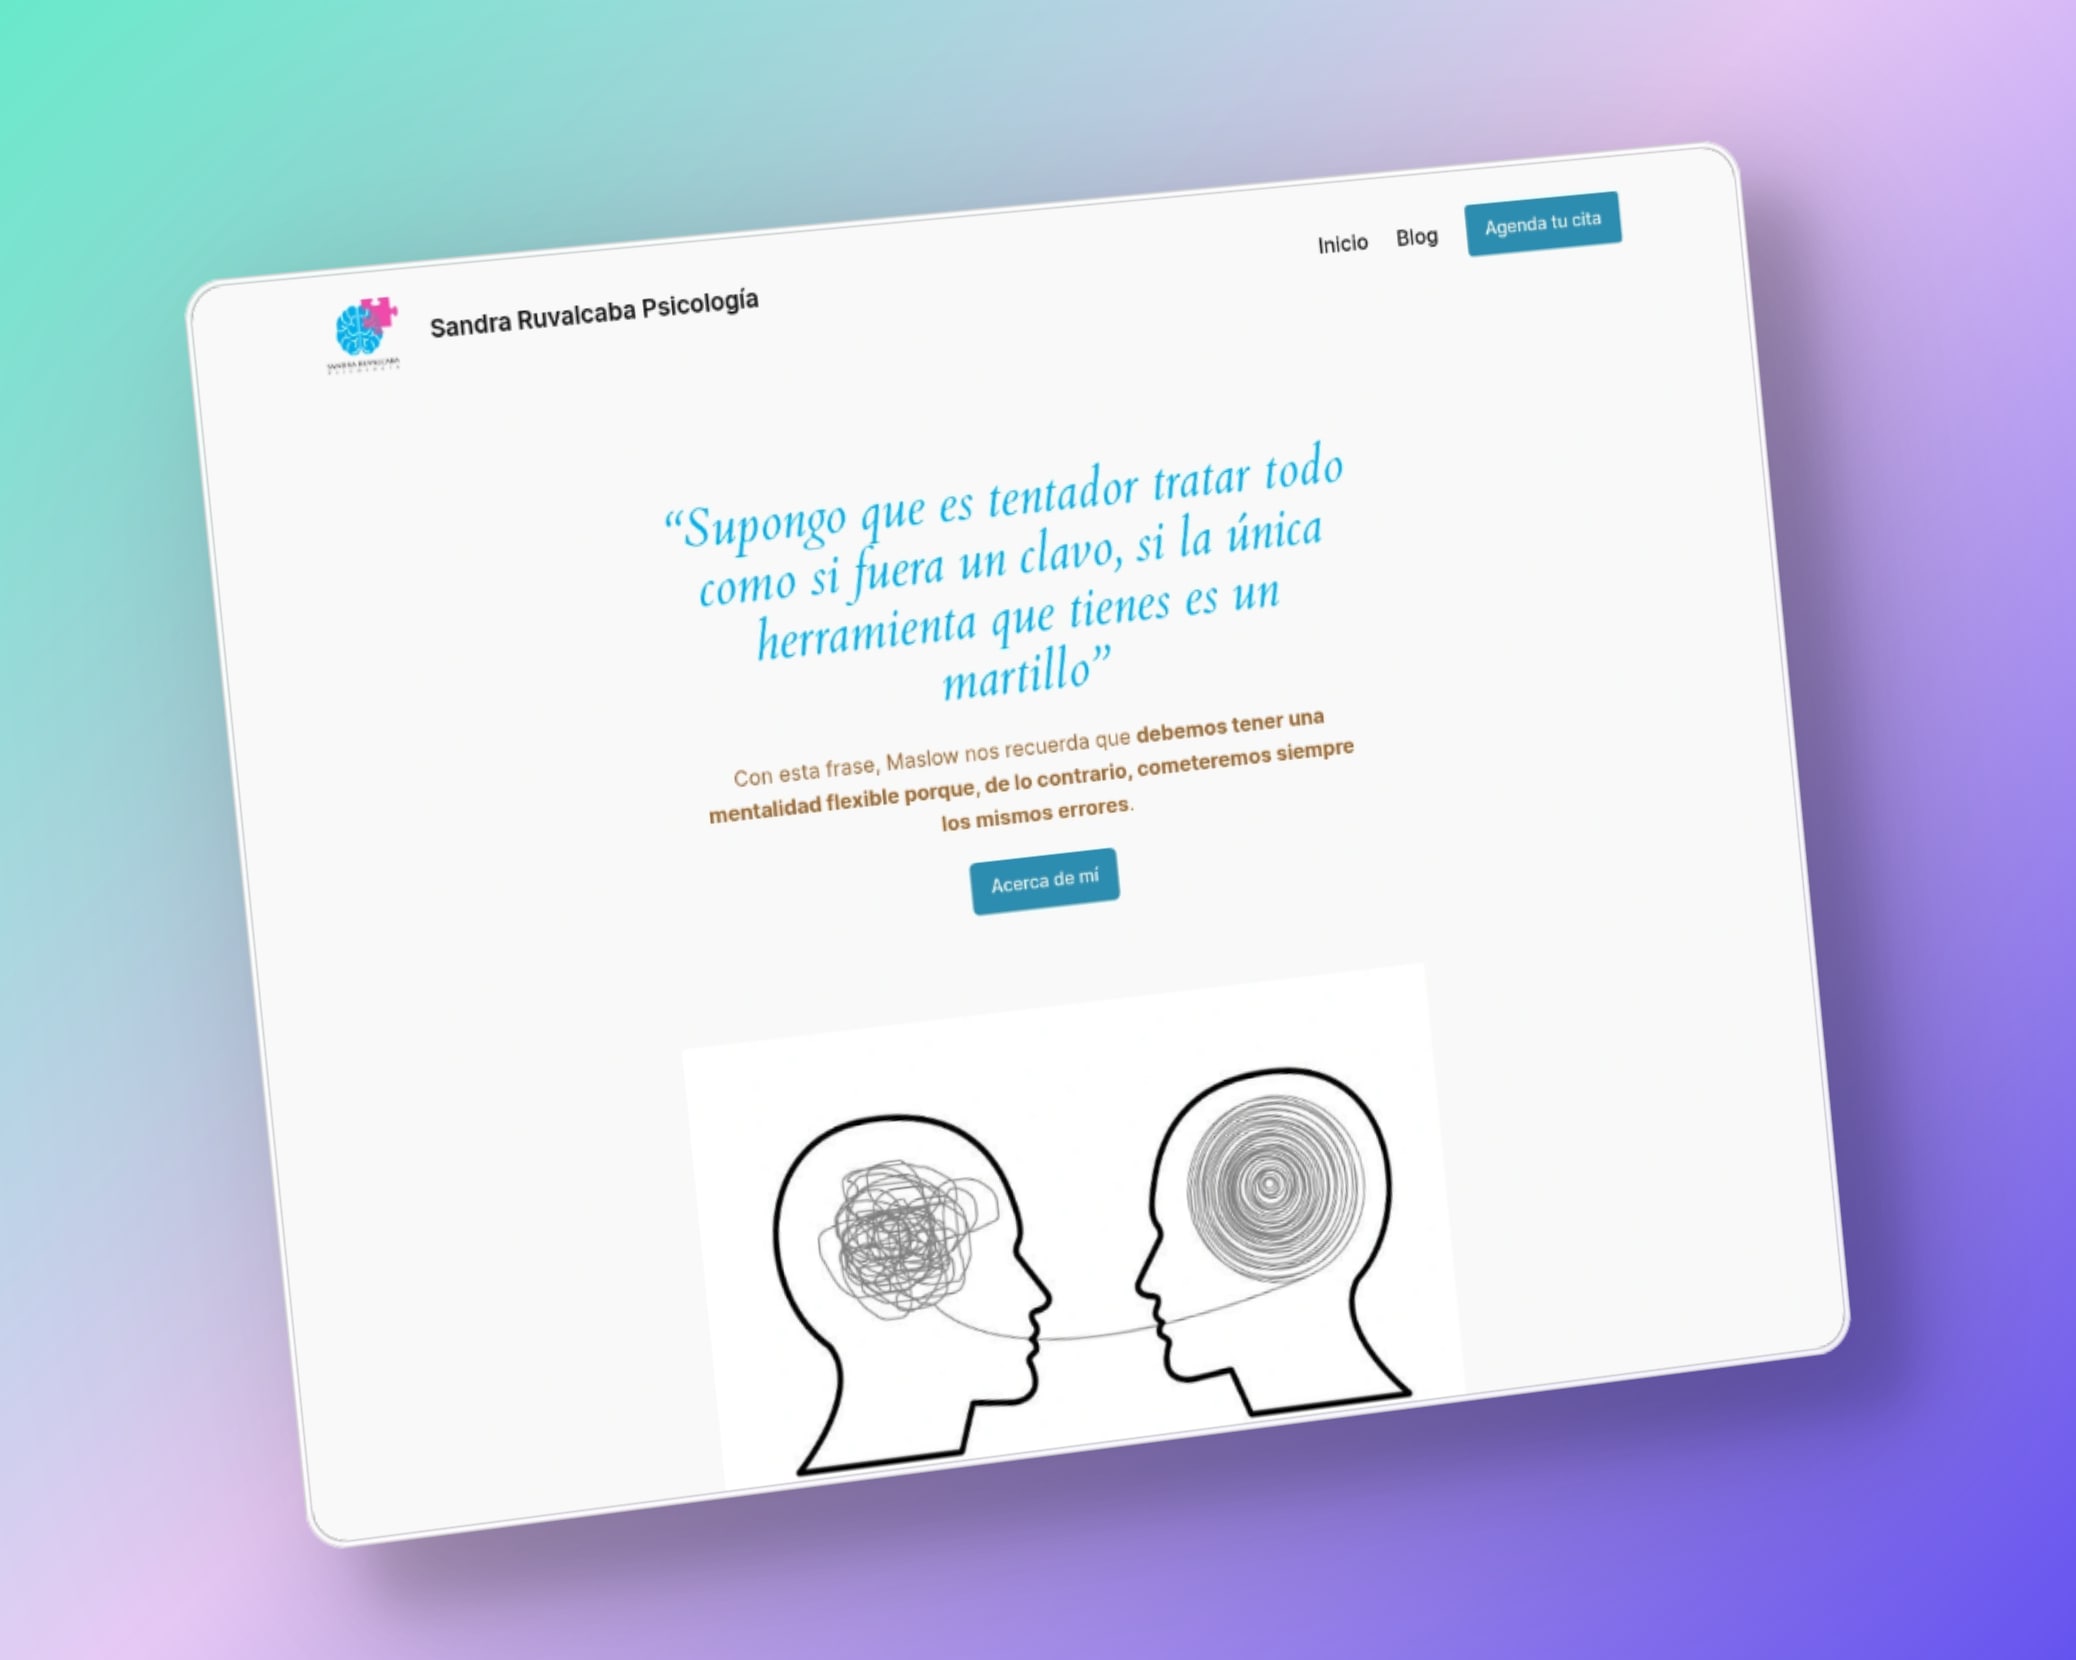 Sandra Ruvalcaba Psicología
Inicio
Blog
Agenda tu cita
SANDRA RUVALCABA
PSICOLOGÍA
“Supongo que es tentador tratar todo
como si fuera un clavo, si la única
herramienta que tienes es un
martillo”
Con esta frase, Maslow nos recuerda que debemos tener una
mentalidad flexible porque, de lo contrario, cometeremos siempre
los mismos errores.
Acerca de mí